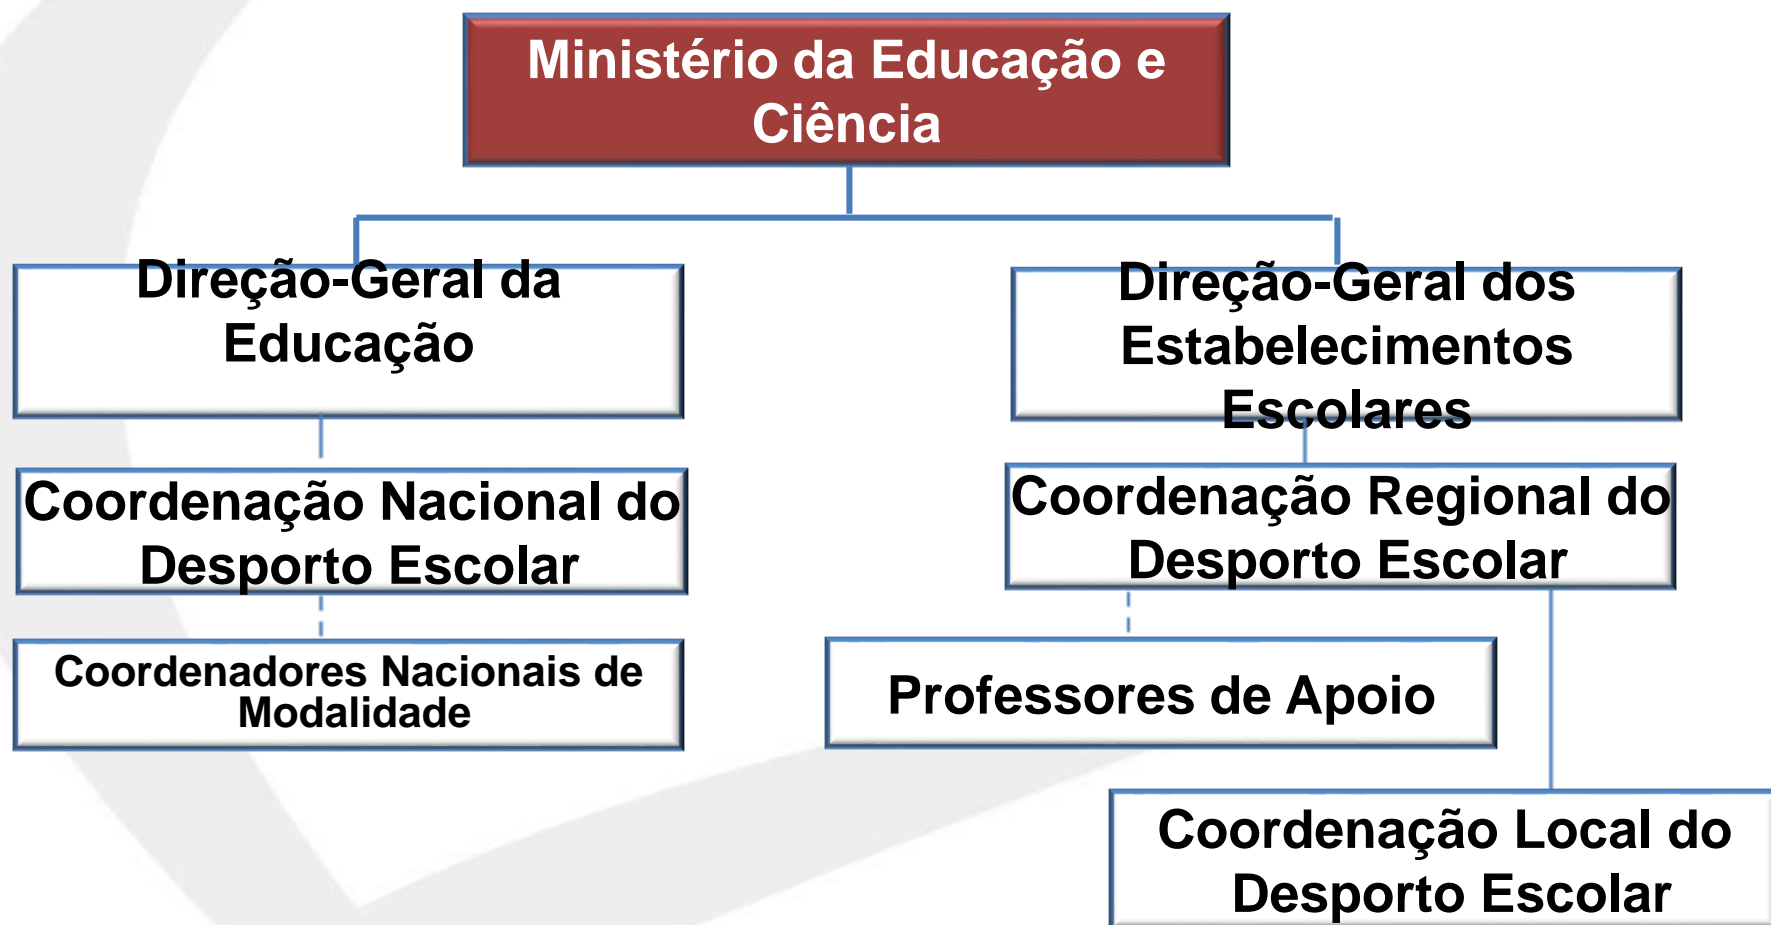 Ministério da Educação e
Ciência
Direção-Geral da
Educação
Direção-Geral dos
Estabelecimentos
Escolares
Coordenação Nacional do
Desporto Escolar
Coordenação Regional do
Desporto Escolar
Coordenadores Nacionais de
Modalidade
Professores de Apoio
Coordenação Local do
Desporto Escolar